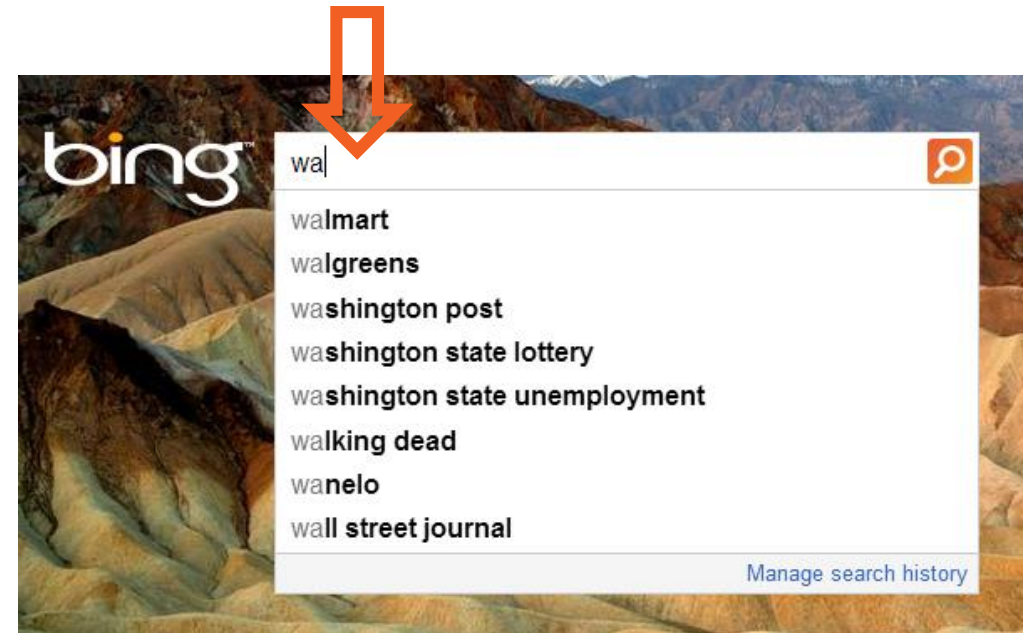 bing™
wa
walmart
walgreens
washington post
washington state lottery
washington state unemployment
walking dead
wanelo
wall street journal
Manage search history